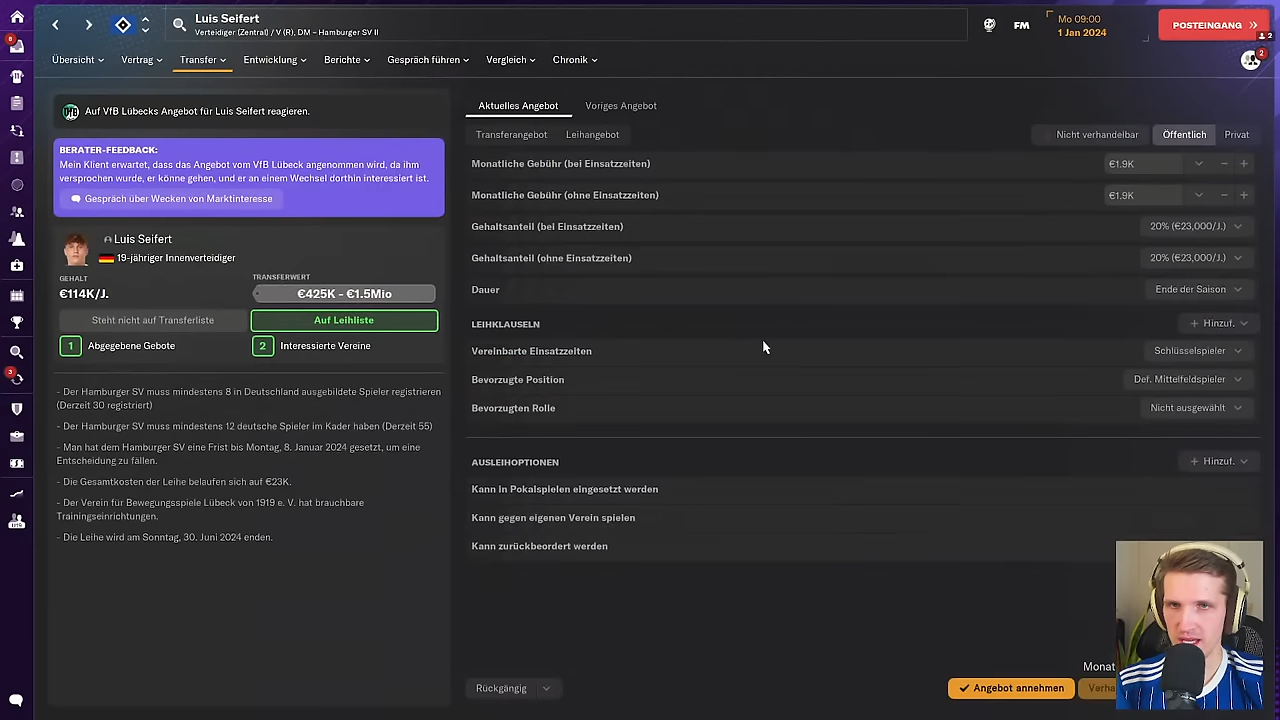 Luis Seifert
Verteidiger (Zentral) / V (R), DM – Hamburger SV II
FM
Mo 09:00
1 Jan 2024
POSTEINGANG
2
8
2
Übersicht
Vertrag
Transfer
Entwicklung
Berichte
Gespräch führen
Vergleich
Chronik
Auf VfB Lübecks Angebot für Luis Seifert reagieren.
BERATER-FEEDBACK:
Mein Klient erwartet, dass das Angebot vom VfB Lübeck angenommen wird, da ihm
versprochen wurde, er könne gehen, und er an einem Wechsel dorthin interessiert ist.
Gespräch über Wecken von Marktinteresse
Luis Seifert
19-jähriger Innenverteidiger
GEHALT
TRANSFERWERT
€114K/J.
€425K - €1.5Mio
Steht nicht auf Transferliste
Auf Leihliste
1
Abgegebene Gebote
2
Interessierte Vereine
- Der Hamburger SV muss mindestens 8 in Deutschland ausgebildete Spieler registrieren
(Derzeit 30 registriert)
- Der Hamburger SV muss mindestens 12 deutsche Spieler im Kader haben (Derzeit 55)
- Man hat dem Hamburger SV eine Frist bis Montag, 8. Januar 2024 gesetzt, um eine
Entscheidung zu fällen.
- Die Gesamtkosten der Leihe belaufen sich auf €23K.
- Der Verein für Bewegungsspiele Lübeck von 1919 e. V. hat brauchbare
Trainingseinrichtungen.
- Die Leihe wird am Sonntag, 30. Juni 2024 enden.
3
U19
Aktuelles Angebot
Voriges Angebot
Transferangebot
Leihangebot
Nicht verhandelbar
Öffentlich
Privat
Monatliche Gebühr (bei Einsatzzeiten)
€1.9K
Monatliche Gebühr (ohne Einsatzzeiten)
€1.9K
Gehaltsanteil (bei Einsatzzeiten)
20% (€23,000/J.)
Gehaltsanteil (ohne Einsatzzeiten)
20% (€23,000/J.)
Dauer
Ende der Saison
LEIHKLAUSELN
+ Hinzuf.
Vereinbarte Einsatzzeiten
Schlüsselspieler
Bevorzugte Position
Def. Mittelfeldspieler
Bevorzugten Rolle
Nicht ausgewählt
AUSLEIHOPTIONEN
+ Hinzuf.
Kann in Pokalspielen eingesetzt werden
Kann gegen eigenen Verein spielen
Kann zurückbeordert werden
Monat
Rückgängig
Angebot annehmen
Verha